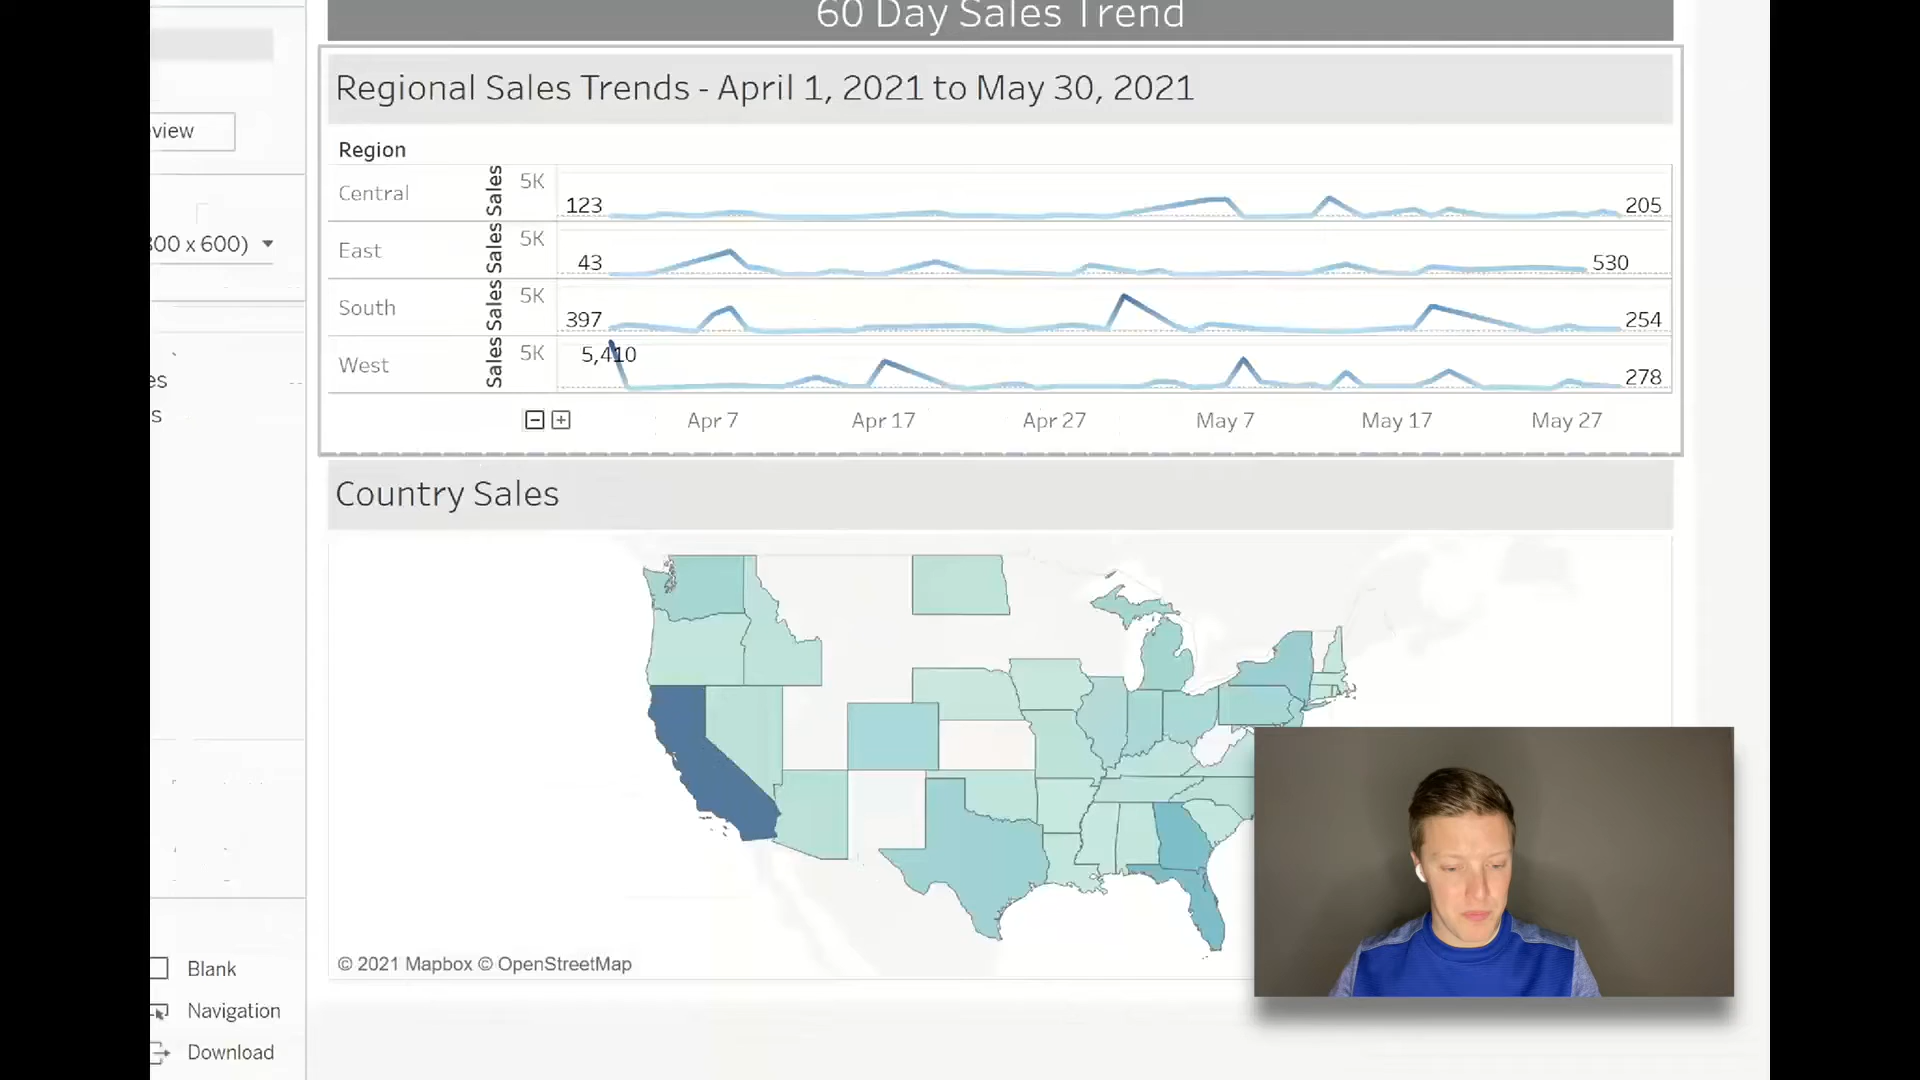 60 Day Sales Trend
Regional Sales Trends - April 1, 2021 to May 30, 2021
view
Region
Central Sales 5K 123 205
300 x 600)
East Sales 5K 43 530
South Sales 5K 397 254
West Sales 5K 5,410 278
es
s
Apr 7 Apr 17 Apr 27 May 7 May 17 May 27
Country Sales
© 2021 Mapbox © OpenStreetMap
Blank
Navigation
Download